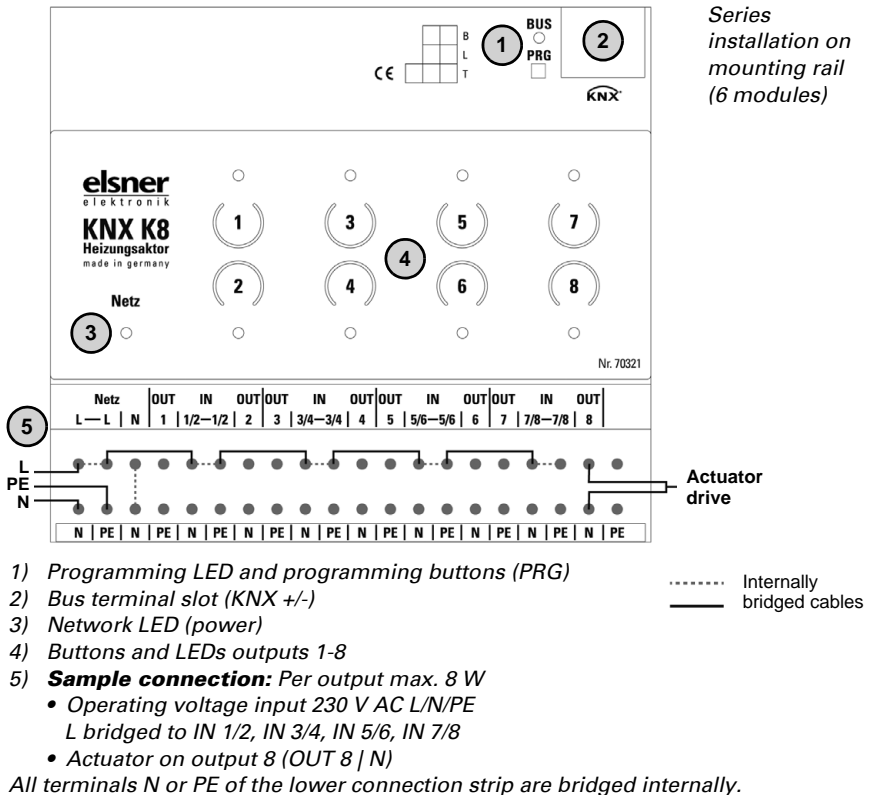 BUS
PRG
B
L
T
CE
1
2
KNX
Series
installation on
mounting rail
(6 modules)
elsner
elektronik
KNX K8
Heizungsaktor
made in germany
1
3
5
7
4
2
4
6
8
Netz
3
Nr. 70321
5
Netz OUT IN OUT OUT IN OUT OUT IN OUT OUT IN OUT
L — L | N | 1 | 1/2—1/2 | 2 | 3 | 3/4—3/4 | 4 | 5 | 5/6—5/6 | 6 | 7 | 7/8—7/8 | 8
L
PE
N
Actuator
drive
N | PE | N | PE | N | PE | N | PE | N | PE | N | PE | N | PE | N | PE | N | PE | N | PE
1) Programming LED and programming buttons (PRG)
2) Bus terminal slot (KNX +/-)
3) Network LED (power)
4) Buttons and LEDs outputs 1-8
5) Sample connection: Per output max. 8 W
• Operating voltage input 230 V AC L/N/PE
L bridged to IN 1/2, IN 3/4, IN 5/6, IN 7/8
• Actuator on output 8 (OUT 8 | N)
All terminals N or PE of the lower connection strip are bridged internally.
Internally
bridged cables